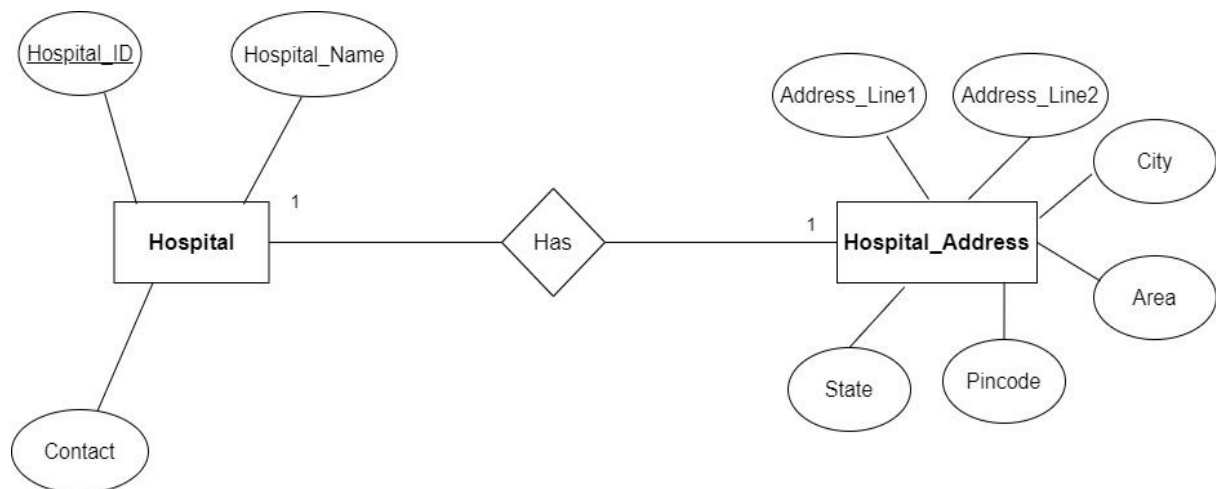 Hospital_ID
Hospital_Name
Address_Line1
Address_Line2
City
1
Hospital
Has
1
Hospital_Address
Area
State
Pincode
Contact